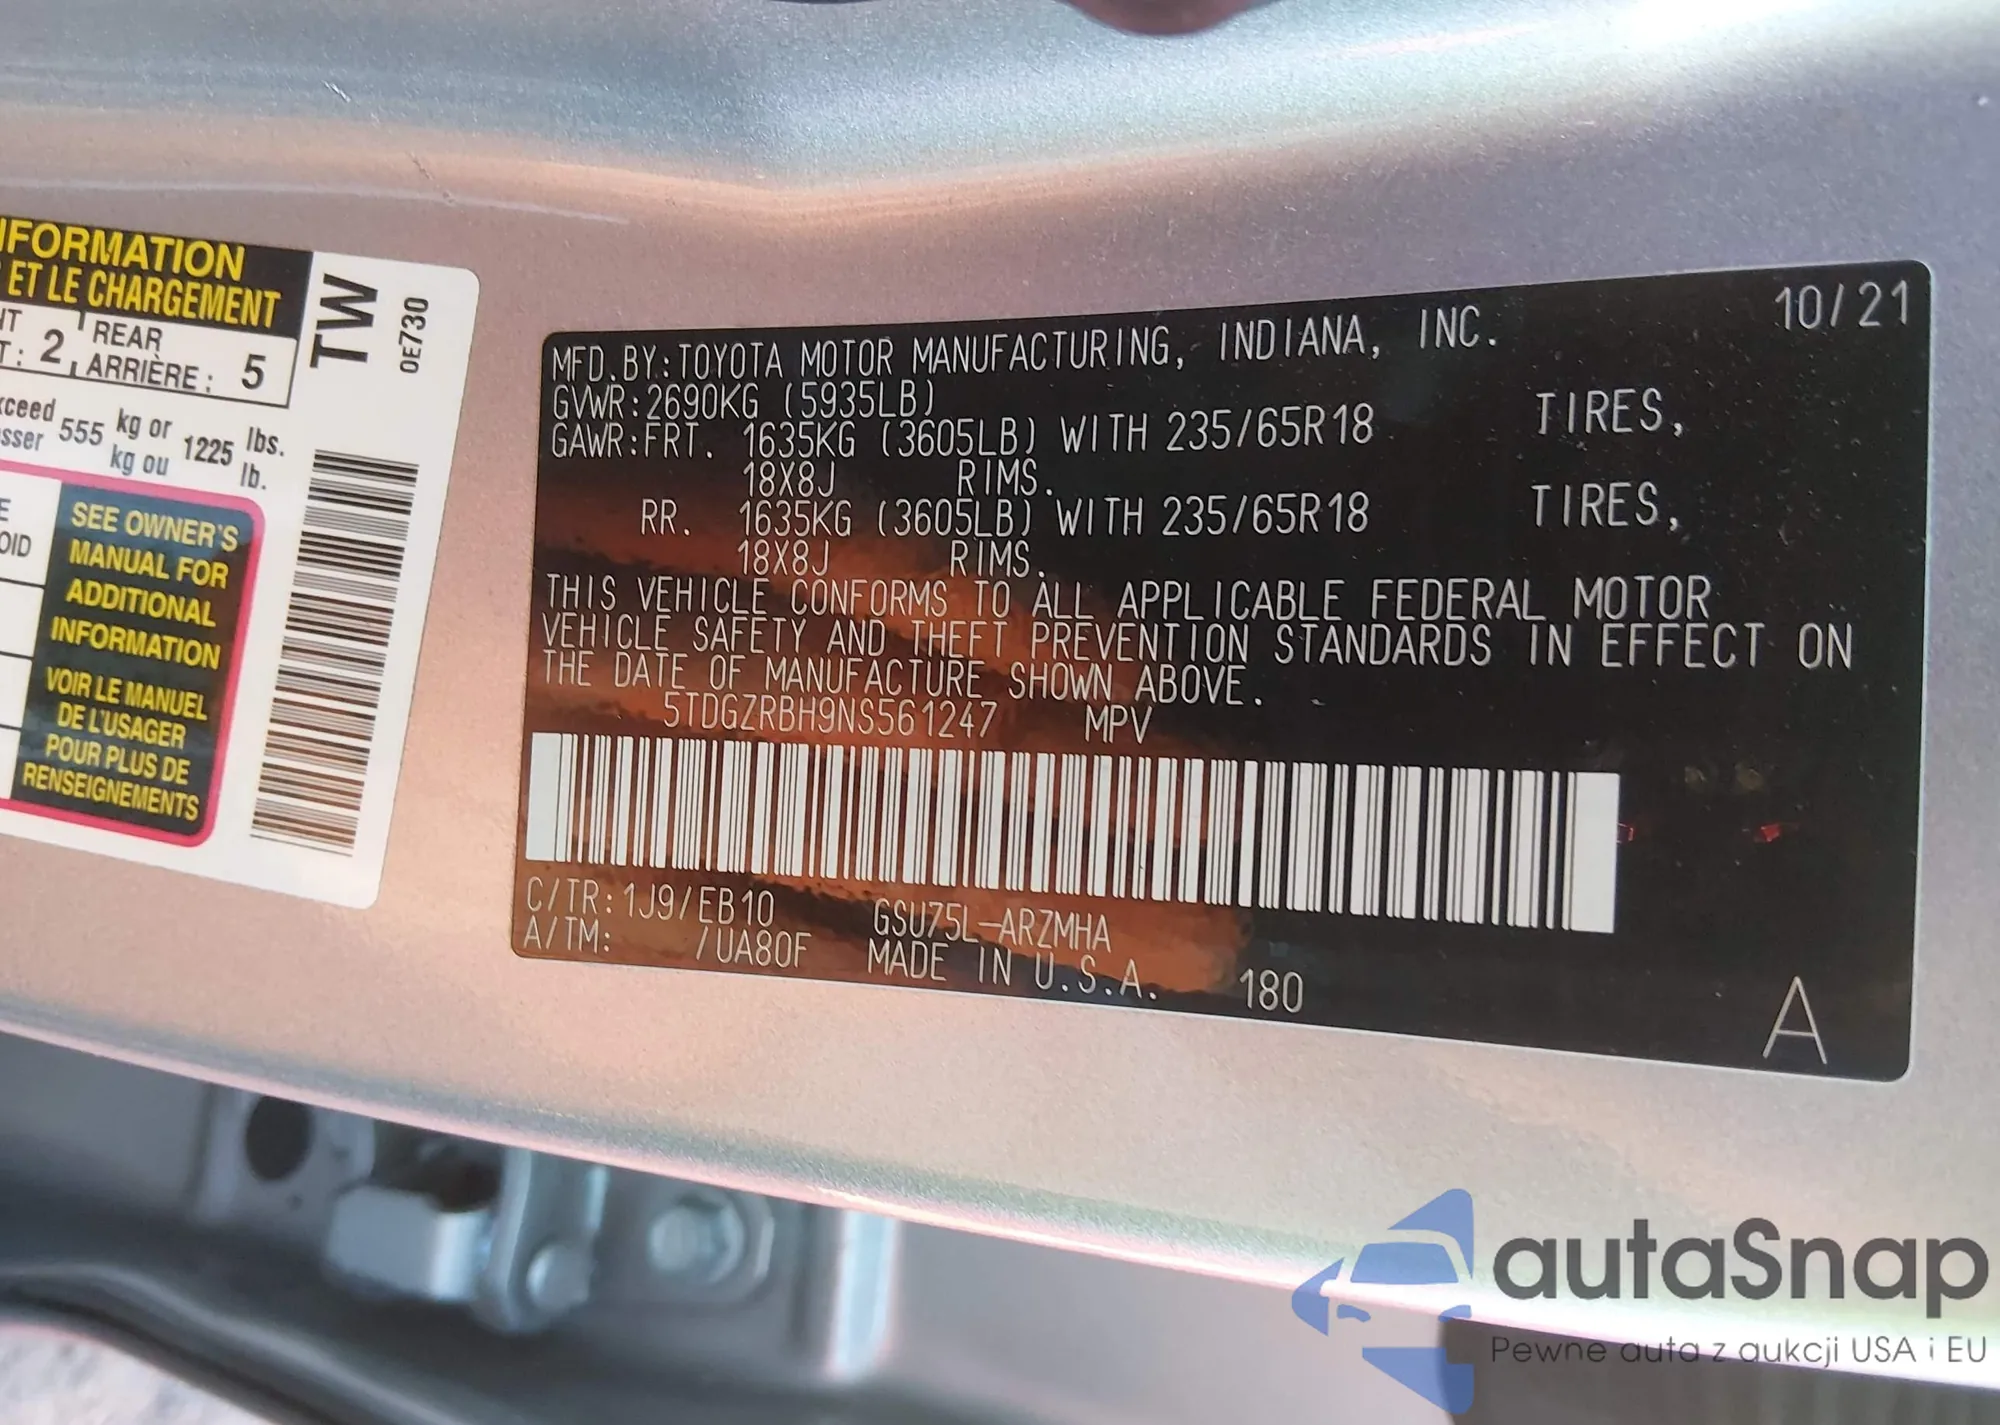 INFORMATION
ET LE CHARGEMENT
2, REAR
ARRIÈRE : 5
555 kg or 1225 lbs.
kg ou lb.
SEE OWNER'S
MANUAL FOR
ADDITIONAL
INFORMATION
VOIR LE MANUEL
DE L'USAGER
POUR PLUS DE
RENSEIGNEMENTS
TW
0E730
10/21
MFD.BY:TOYOTA MOTOR MANUFACTURING, INDIANA, INC.
GVWR:2690KG (5935LB)
GAWR:FRT. 1635KG (3605LB) WITH 235/65R18 TIRES,
18X8J RIMS.
RR. 1635KG (3605LB) WITH 235/65R18 TIRES,
18X8J RIMS.
THIS VEHICLE CONFORMS TO ALL APPLICABLE FEDERAL MOTOR
VEHICLE SAFETY AND THEFT PREVENTION STANDARDS IN EFFECT ON
THE DATE OF MANUFACTURE SHOWN ABOVE.
5TDGZRBH9NS561247 MPV
C/TR:1J9/EB10 GSU75L-ARZMHA
A/TM: /UA80F MADE IN U.S.A. 180
A
autaSnap
Pewne auta z aukcji USA i EU